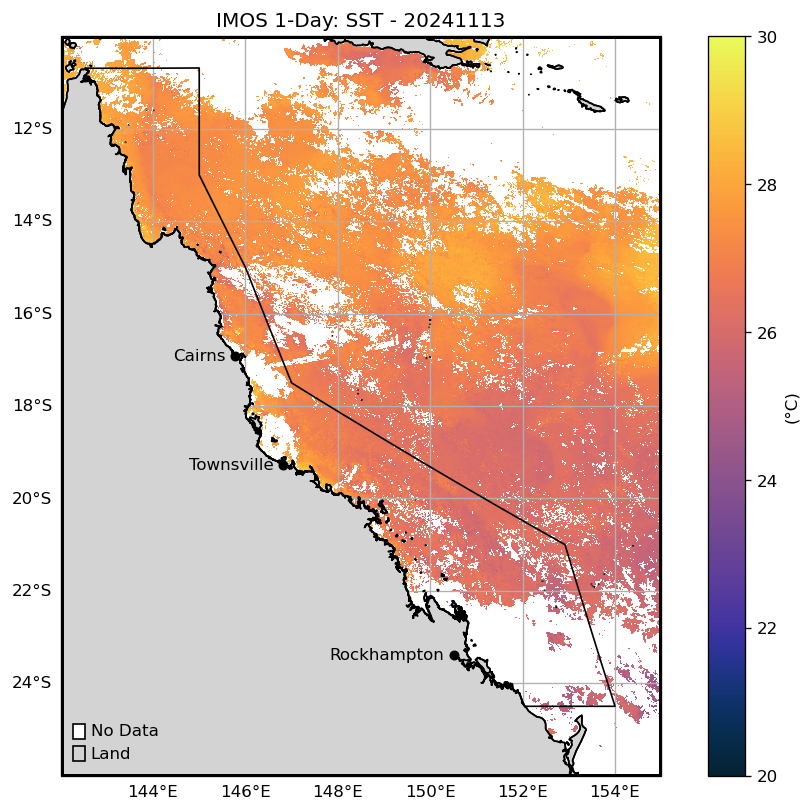 IMOS 1-Day: SST - 20241113
12°S
14°S
16°S
18°S
20°S
22°S
24°S
Cairns
Townsville
Rockhampton
No Data
Land
144°E 146°E 148°E 150°E 152°E 154°E
30
28
26
24
22
20
(°C)